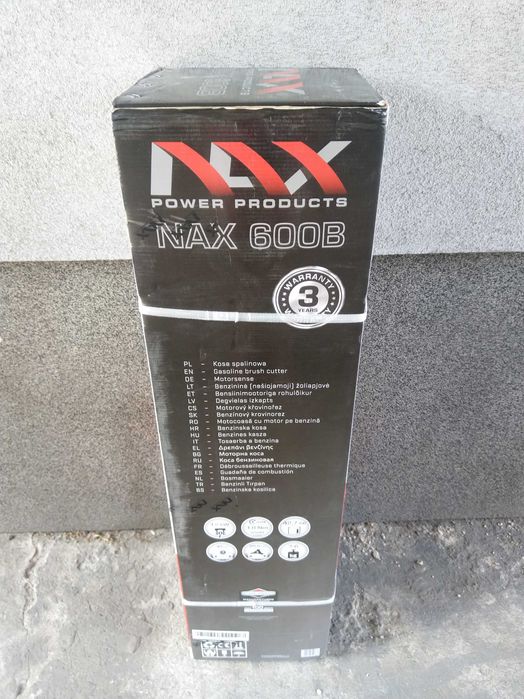 NAX
POWER PRODUCTS
NAX 600B
WARRANTY
3
YEARS
WARRANTY
PL - Kosa spalinowa
EN - Gasoline brush cutter
DE - Motorsense
LT - Benzininė (nešiojamoji) žoliapjovė
ET - Bensiinimootoriga rohulõikur
LV - Degvielas izkapts
CS - Motorový křovinořez
SK - Benzínový krovinorez
RO - Motocoasă cu motor pe benzină
HR - Benzinska kosa
HU - Benzines kasza
IT - Tosaerba a benzina
EL - Δρεπάνι βενζίνης
BG - Моторна коса
RU - Коса бензиновая
FR - Débroussailleuse thermique
ES - Guadaña de combustión
NL - Bosmaaier
TR - Benzinli Tırpan
BS - Benzinska kosilica